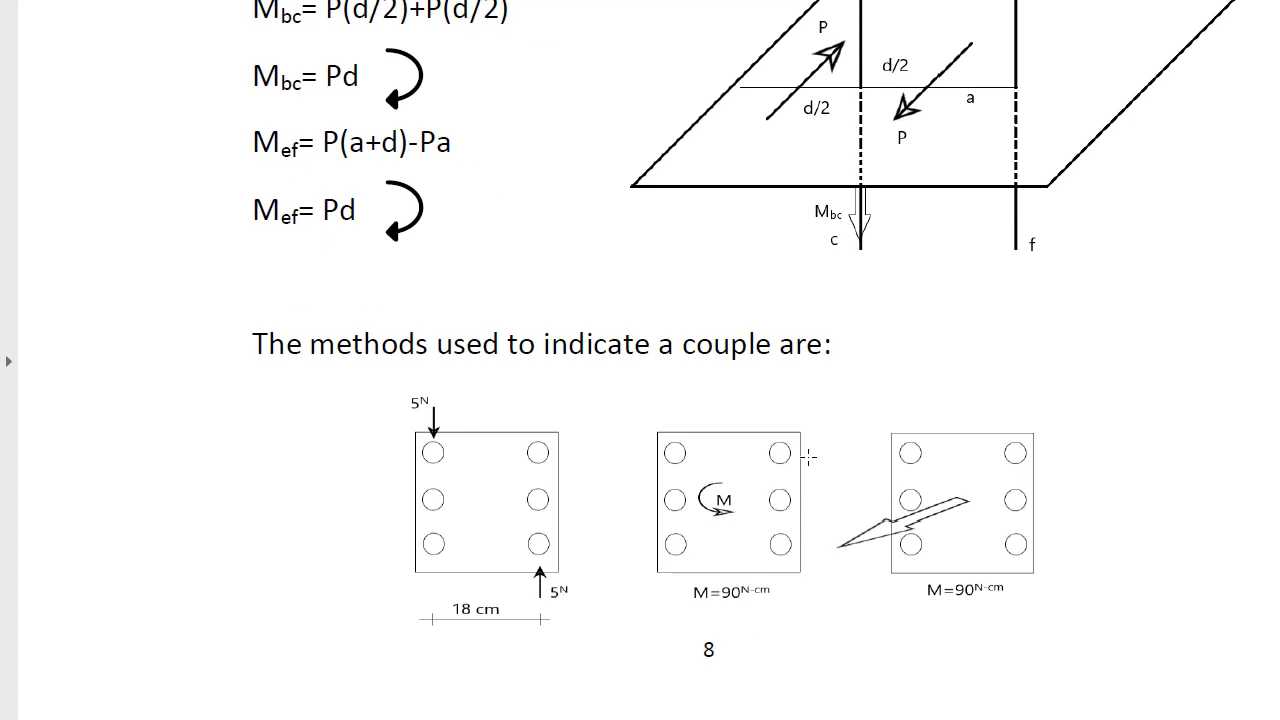 Mbc= P(d/2)+P(d/2)
Mbc= Pd
Mef= P(a+d)-Pa
Mef= Pd
P
d/2
a
d/2
P
Mbc
c
f
The methods used to indicate a couple are:
5N
5N
18 cm
M
M=90N-cm
M=90N-cm
8